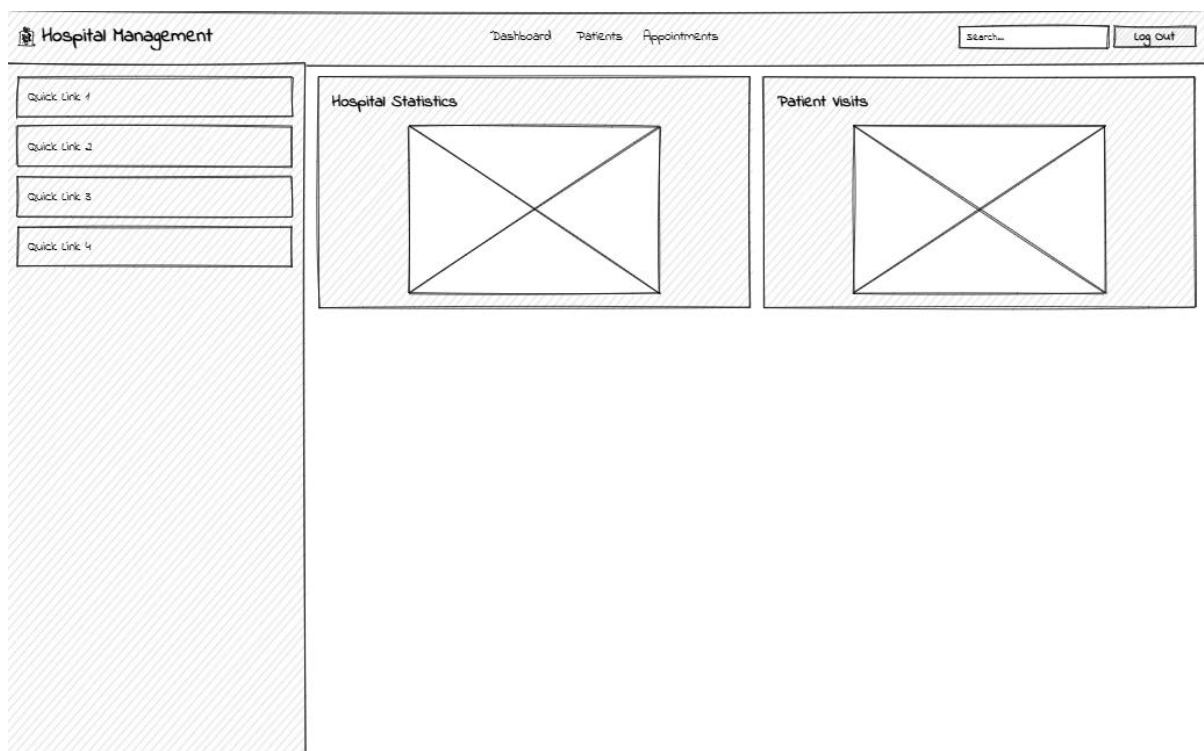 Hospital Management
Dashboard Patients Appointments
Search...
Log Out
Quick Link 1
Quick Link 2
Quick Link 3
Quick Link 4
Hospital Statistics
Patient Visits